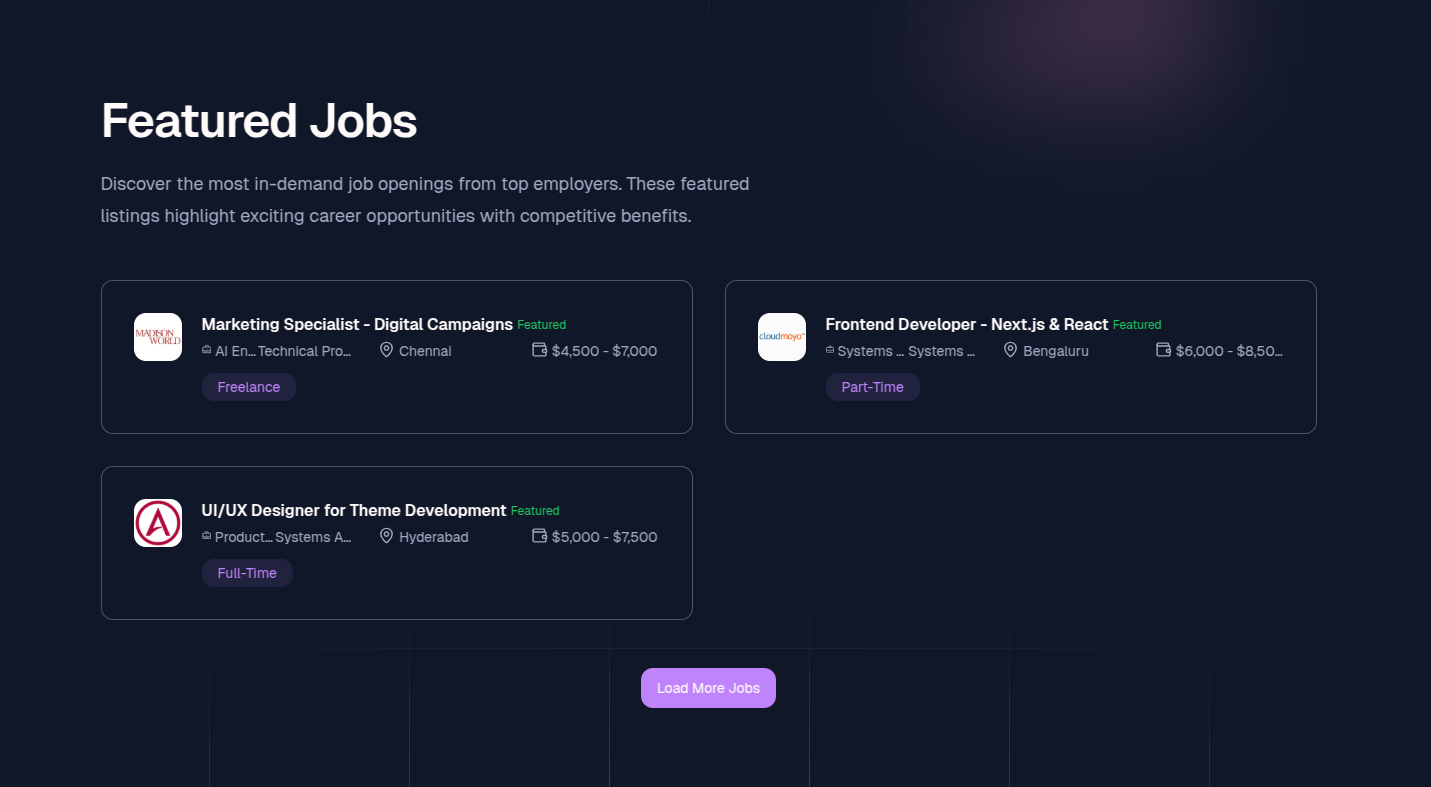 Featured Jobs
Discover the most in-demand job openings from top employers. These featured
listings highlight exciting career opportunities with competitive benefits.
MADISON
WORLD
Marketing Specialist - Digital Campaigns Featured
AI En... Technical Pro... Chennai $4,500 - $7,000
Freelance
cloudmoyo
Frontend Developer - Next.js & React Featured
Systems ... Systems ... Bengaluru $6,000 - $8,50...
Part-Time
UI/UX Designer for Theme Development Featured
Product... Systems A... Hyderabad $5,000 - $7,500
Full-Time
Load More Jobs